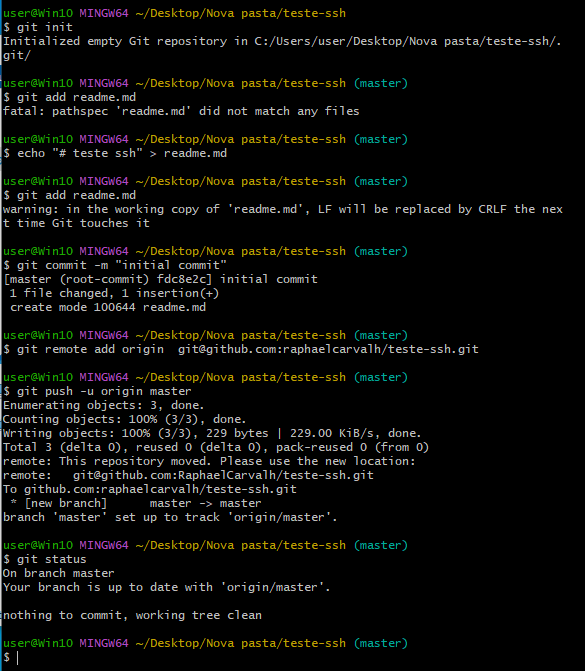 user@Win10 MINGW64 ~/Desktop/Nova pasta/teste-ssh
$ git init
Initialized empty Git repository in C:/Users/user/Desktop/Nova pasta/teste-ssh/.
git/
user@Win10 MINGW64 ~/Desktop/Nova pasta/teste-ssh (master)
$ git add readme.md
fatal: pathspec 'readme.md' did not match any files
user@Win10 MINGW64 ~/Desktop/Nova pasta/teste-ssh (master)
$ echo "# teste ssh" > readme.md
user@Win10 MINGW64 ~/Desktop/Nova pasta/teste-ssh (master)
$ git add readme.md
warning: in the working copy of 'readme.md', LF will be replaced by CRLF the nex
t time Git touches it
user@Win10 MINGW64 ~/Desktop/Nova pasta/teste-ssh (master)
$ git commit -m "initial commit"
[master (root-commit) fdc8e2c] initial commit
 1 file changed, 1 insertion(+)
 create mode 100644 readme.md
user@Win10 MINGW64 ~/Desktop/Nova pasta/teste-ssh (master)
$ git remote add origin  git@github.com:raphaelcarvalh/teste-ssh.git
user@Win10 MINGW64 ~/Desktop/Nova pasta/teste-ssh (master)
$ git push -u origin master
Enumerating objects: 3, done.
Counting objects: 100% (3/3), done.
Writing objects: 100% (3/3), 229 bytes | 229.00 KiB/s, done.
Total 3 (delta 0), reused 0 (delta 0), pack-reused 0 (from 0)
remote: This repository moved. Please use the new location:
remote:   git@github.com:RaphaelCarvalh/teste-ssh.git
To github.com:raphaelcarvalh/teste-ssh.git
 * [new branch]      master -> master
branch 'master' set up to track 'origin/master'.
user@Win10 MINGW64 ~/Desktop/Nova pasta/teste-ssh (master)
$ git status
On branch master
Your branch is up to date with 'origin/master'.
nothing to commit, working tree clean
user@Win10 MINGW64 ~/Desktop/Nova pasta/teste-ssh (master)
$